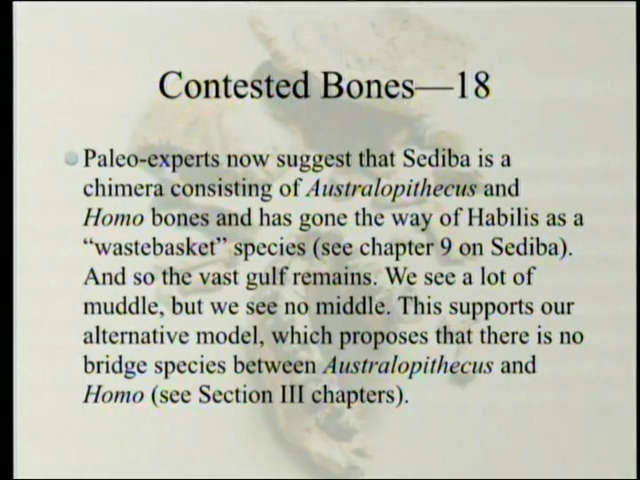 Contested Bones—18
Paleo-experts now suggest that Sediba is a
chimera consisting of Australopithecus and
Homo bones and has gone the way of Habilis as a
“wastebasket” species (see chapter 9 on Sediba).
And so the vast gulf remains. We see a lot of
muddle, but we see no middle. This supports our
alternative model, which proposes that there is no
bridge species between Australopithecus and
Homo (see Section III chapters).